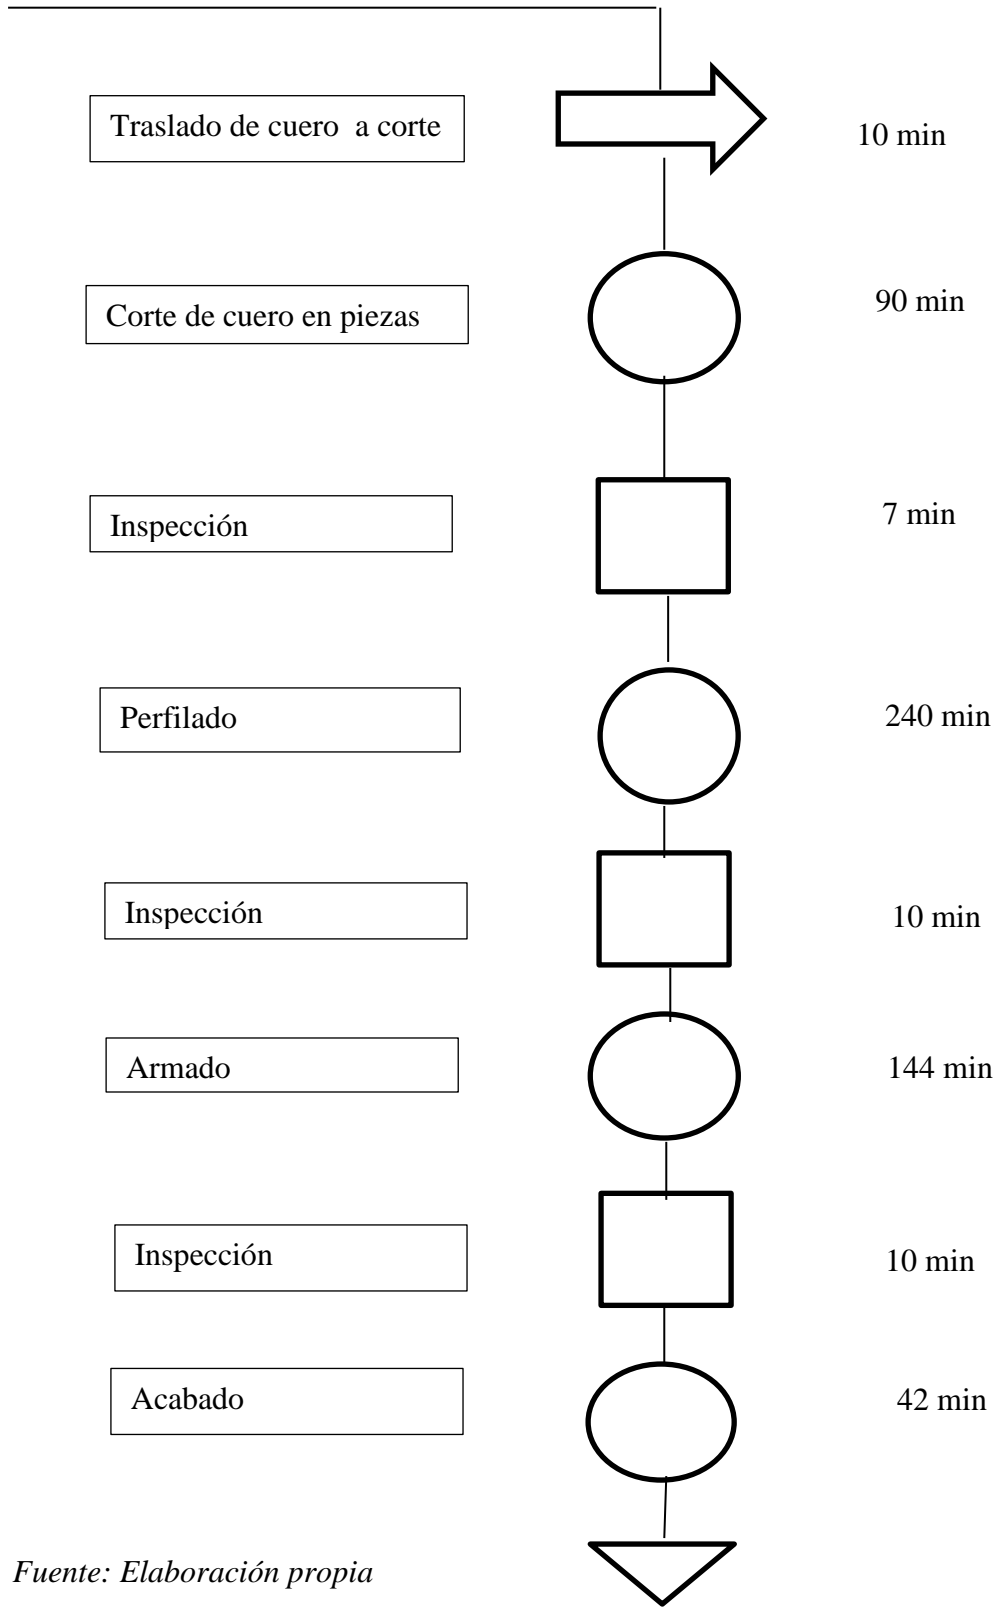 Traslado de cuero a corte
10 min
Corte de cuero en piezas
90 min
Inspección
7 min
Perfilado
240 min
Inspección
10 min
Armado
144 min
Inspección
10 min
Acabado
42 min
Fuente: Elaboración propia